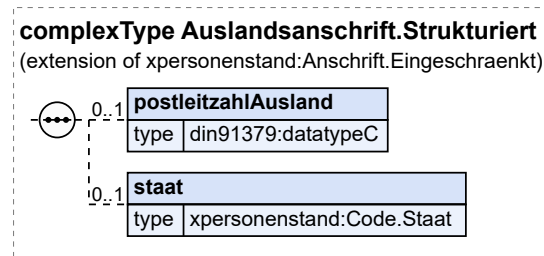 complexType Auslandsanschrift.Strukturiert
(extension of xpersonenstand:Anschrift.Eingeschraenkt)
0..1 postleitzahlAusland
type din91379:datatypeC
0..1 staat
type xpersonenstand:Code.Staat